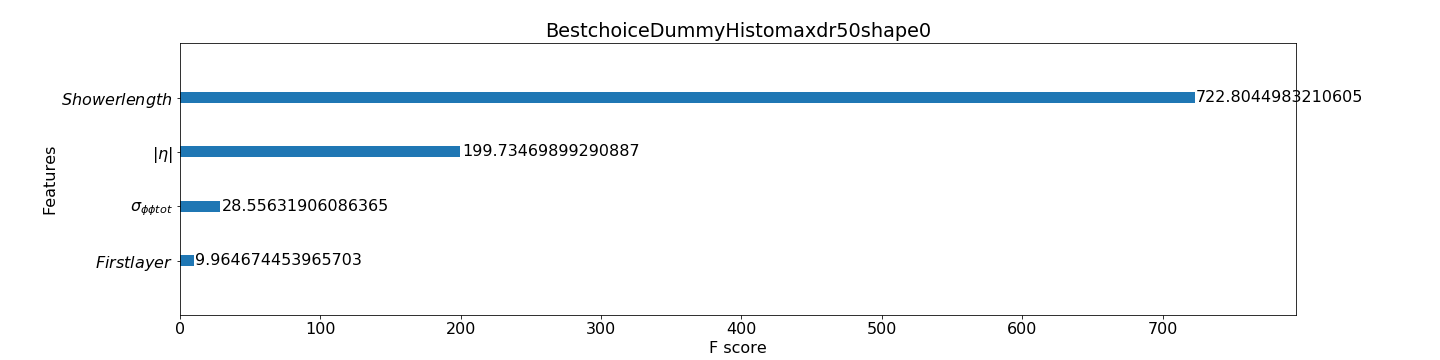 BestchoiceDummyHistomaxdr50shape0
Showerlength
722.8044983210605
|η|
199.73469899290887
σϕϕtot
28.55631906086365
Firstlayer
9.964674453965703
Features
0 100 200 300 400 500 600 700
F score